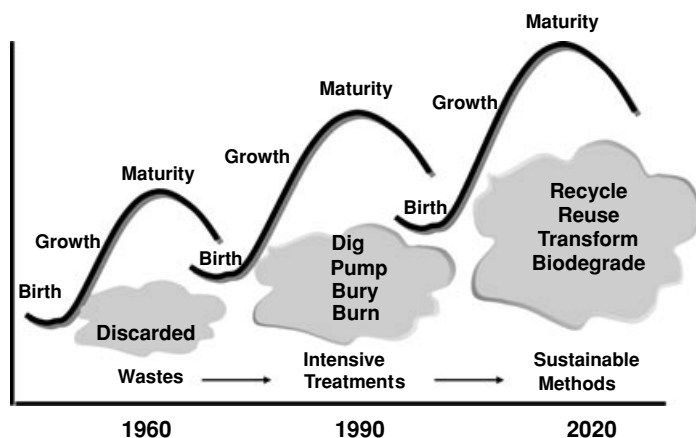 Maturity
Growth
Birth
Recycle
Reuse
Transform
Biodegrade
Maturity
Growth
Birth
Dig
Pump
Bury
Burn
Maturity
Growth
Birth
Discarded
Wastes
Intensive
Treatments
Sustainable
Methods
1960
1990
2020